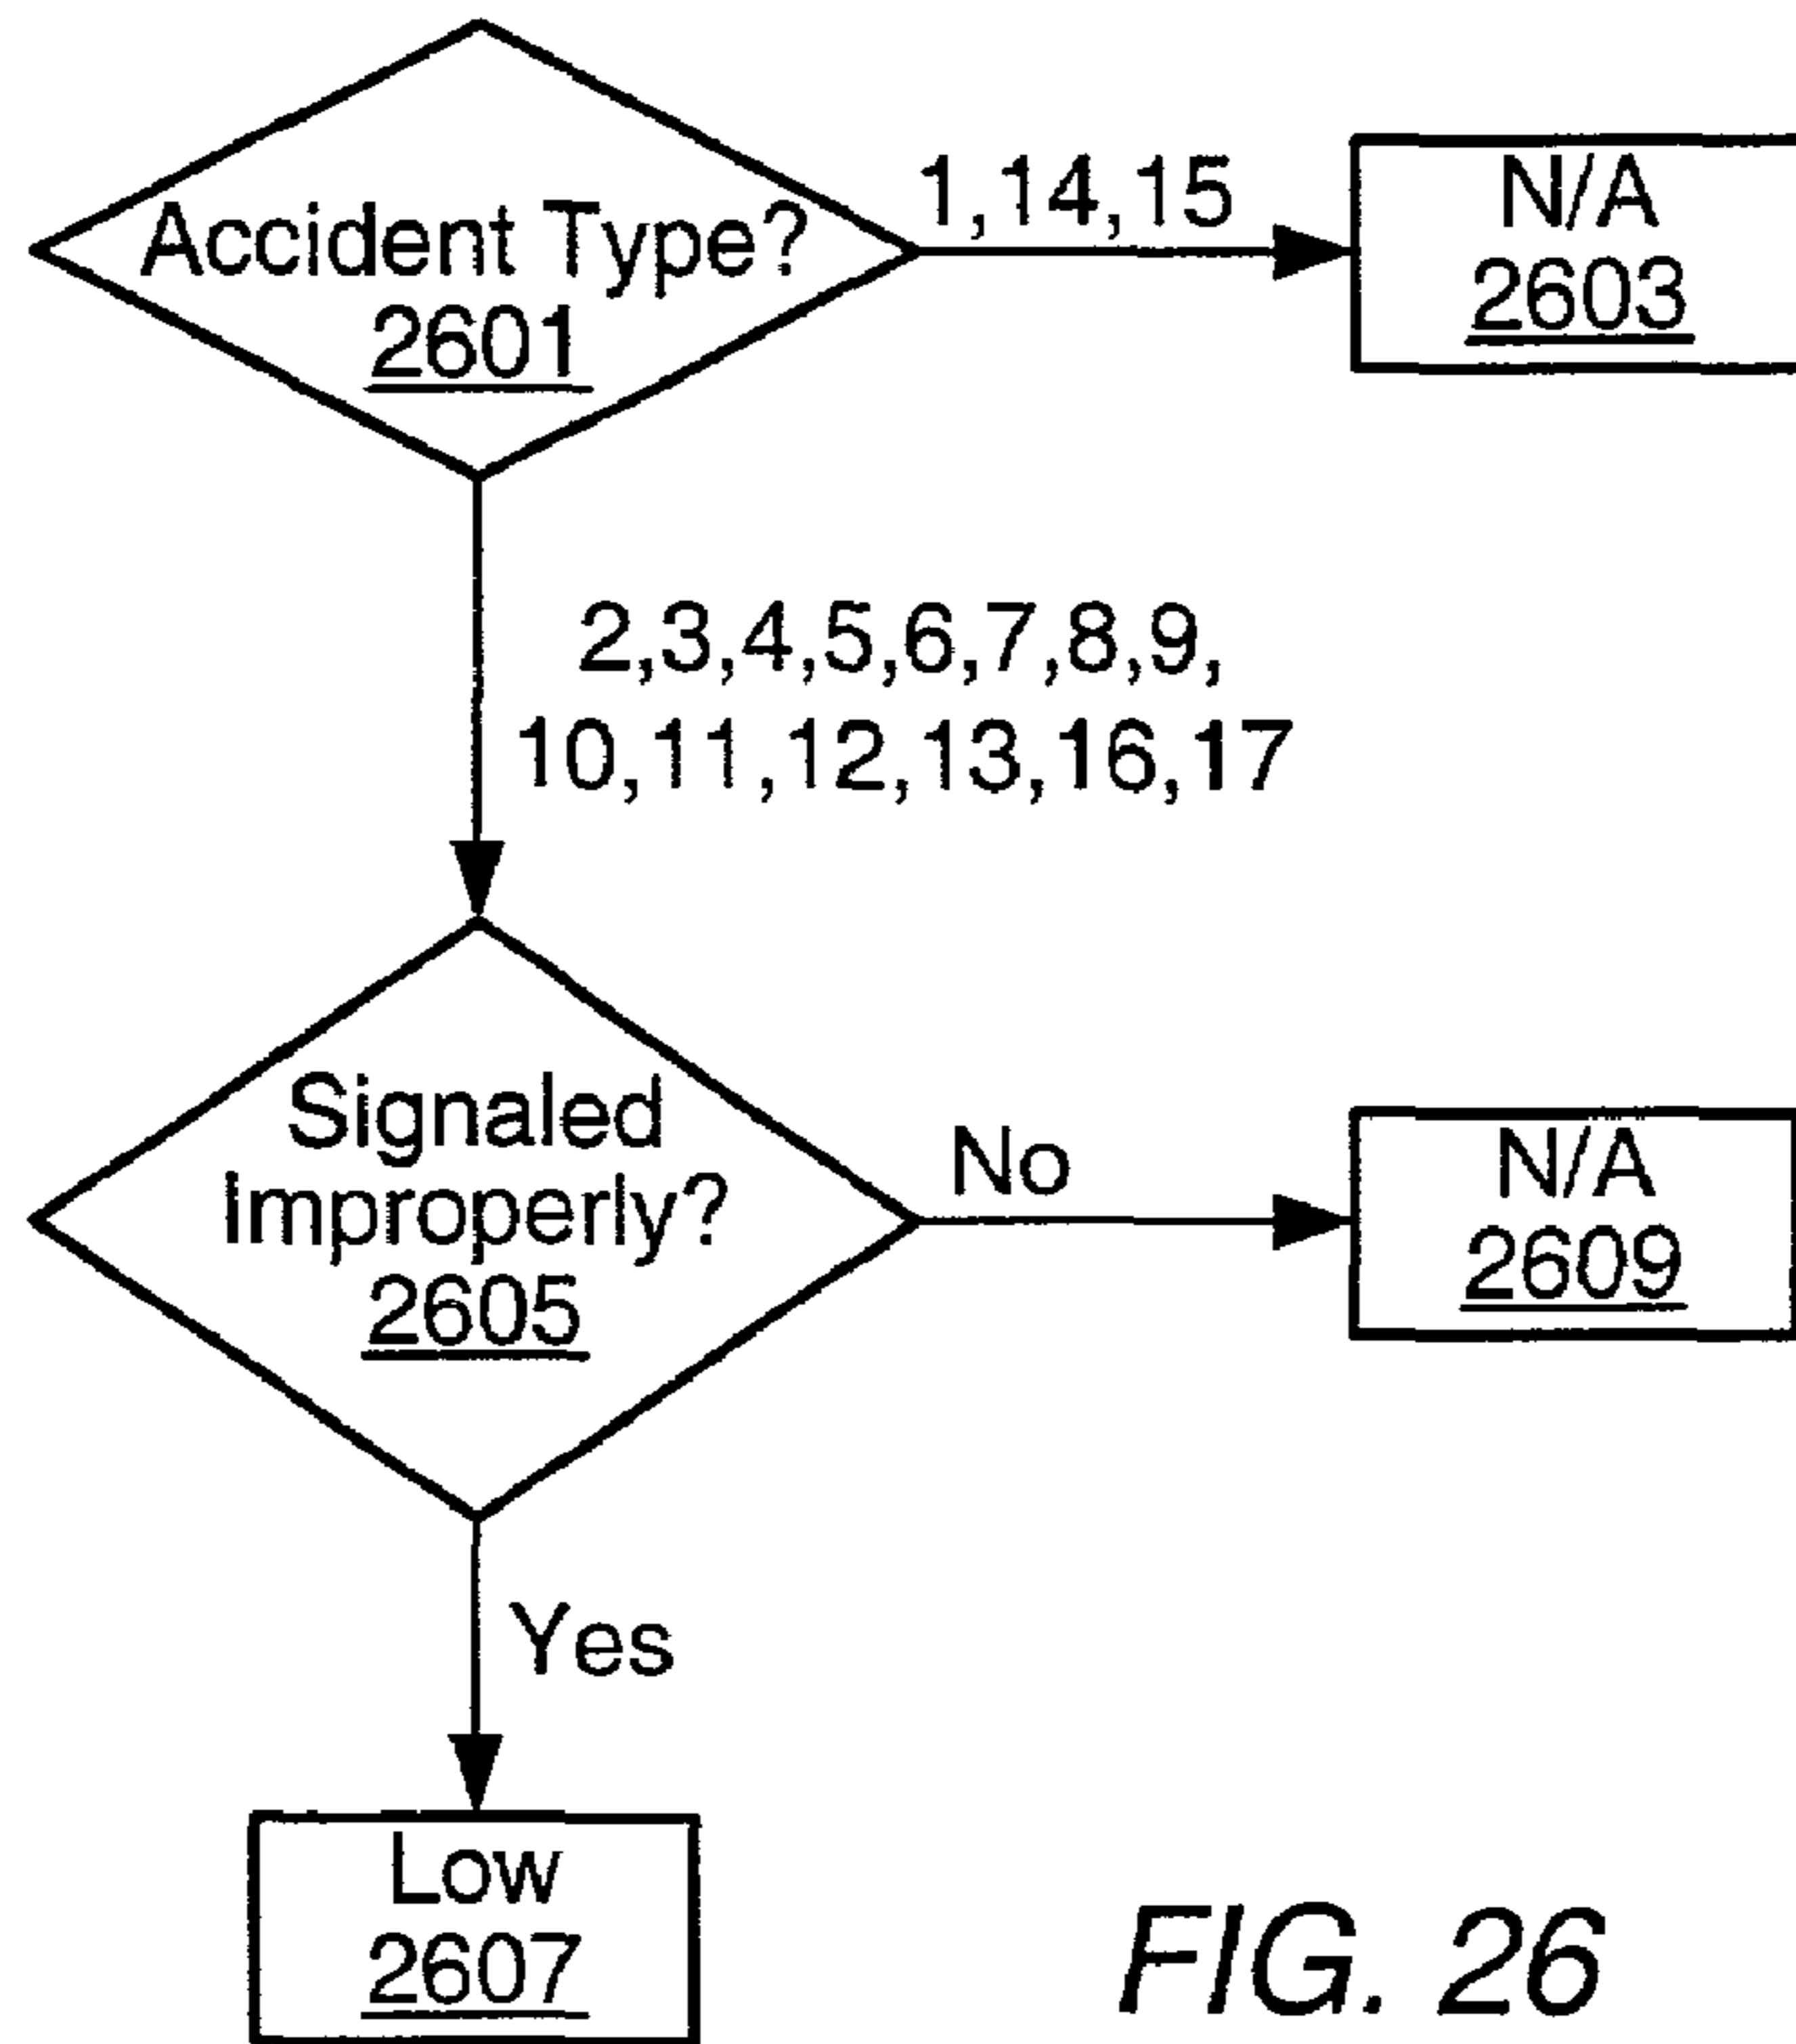 Accident Type?
2601
1,14,15
N/A
2603
2,3,4,5,6,7,8,9,
10,11,12,13,16,17
Signaled
Improperly?
2605
No
N/A
2609
Yes
Low
2607
FIG. 26